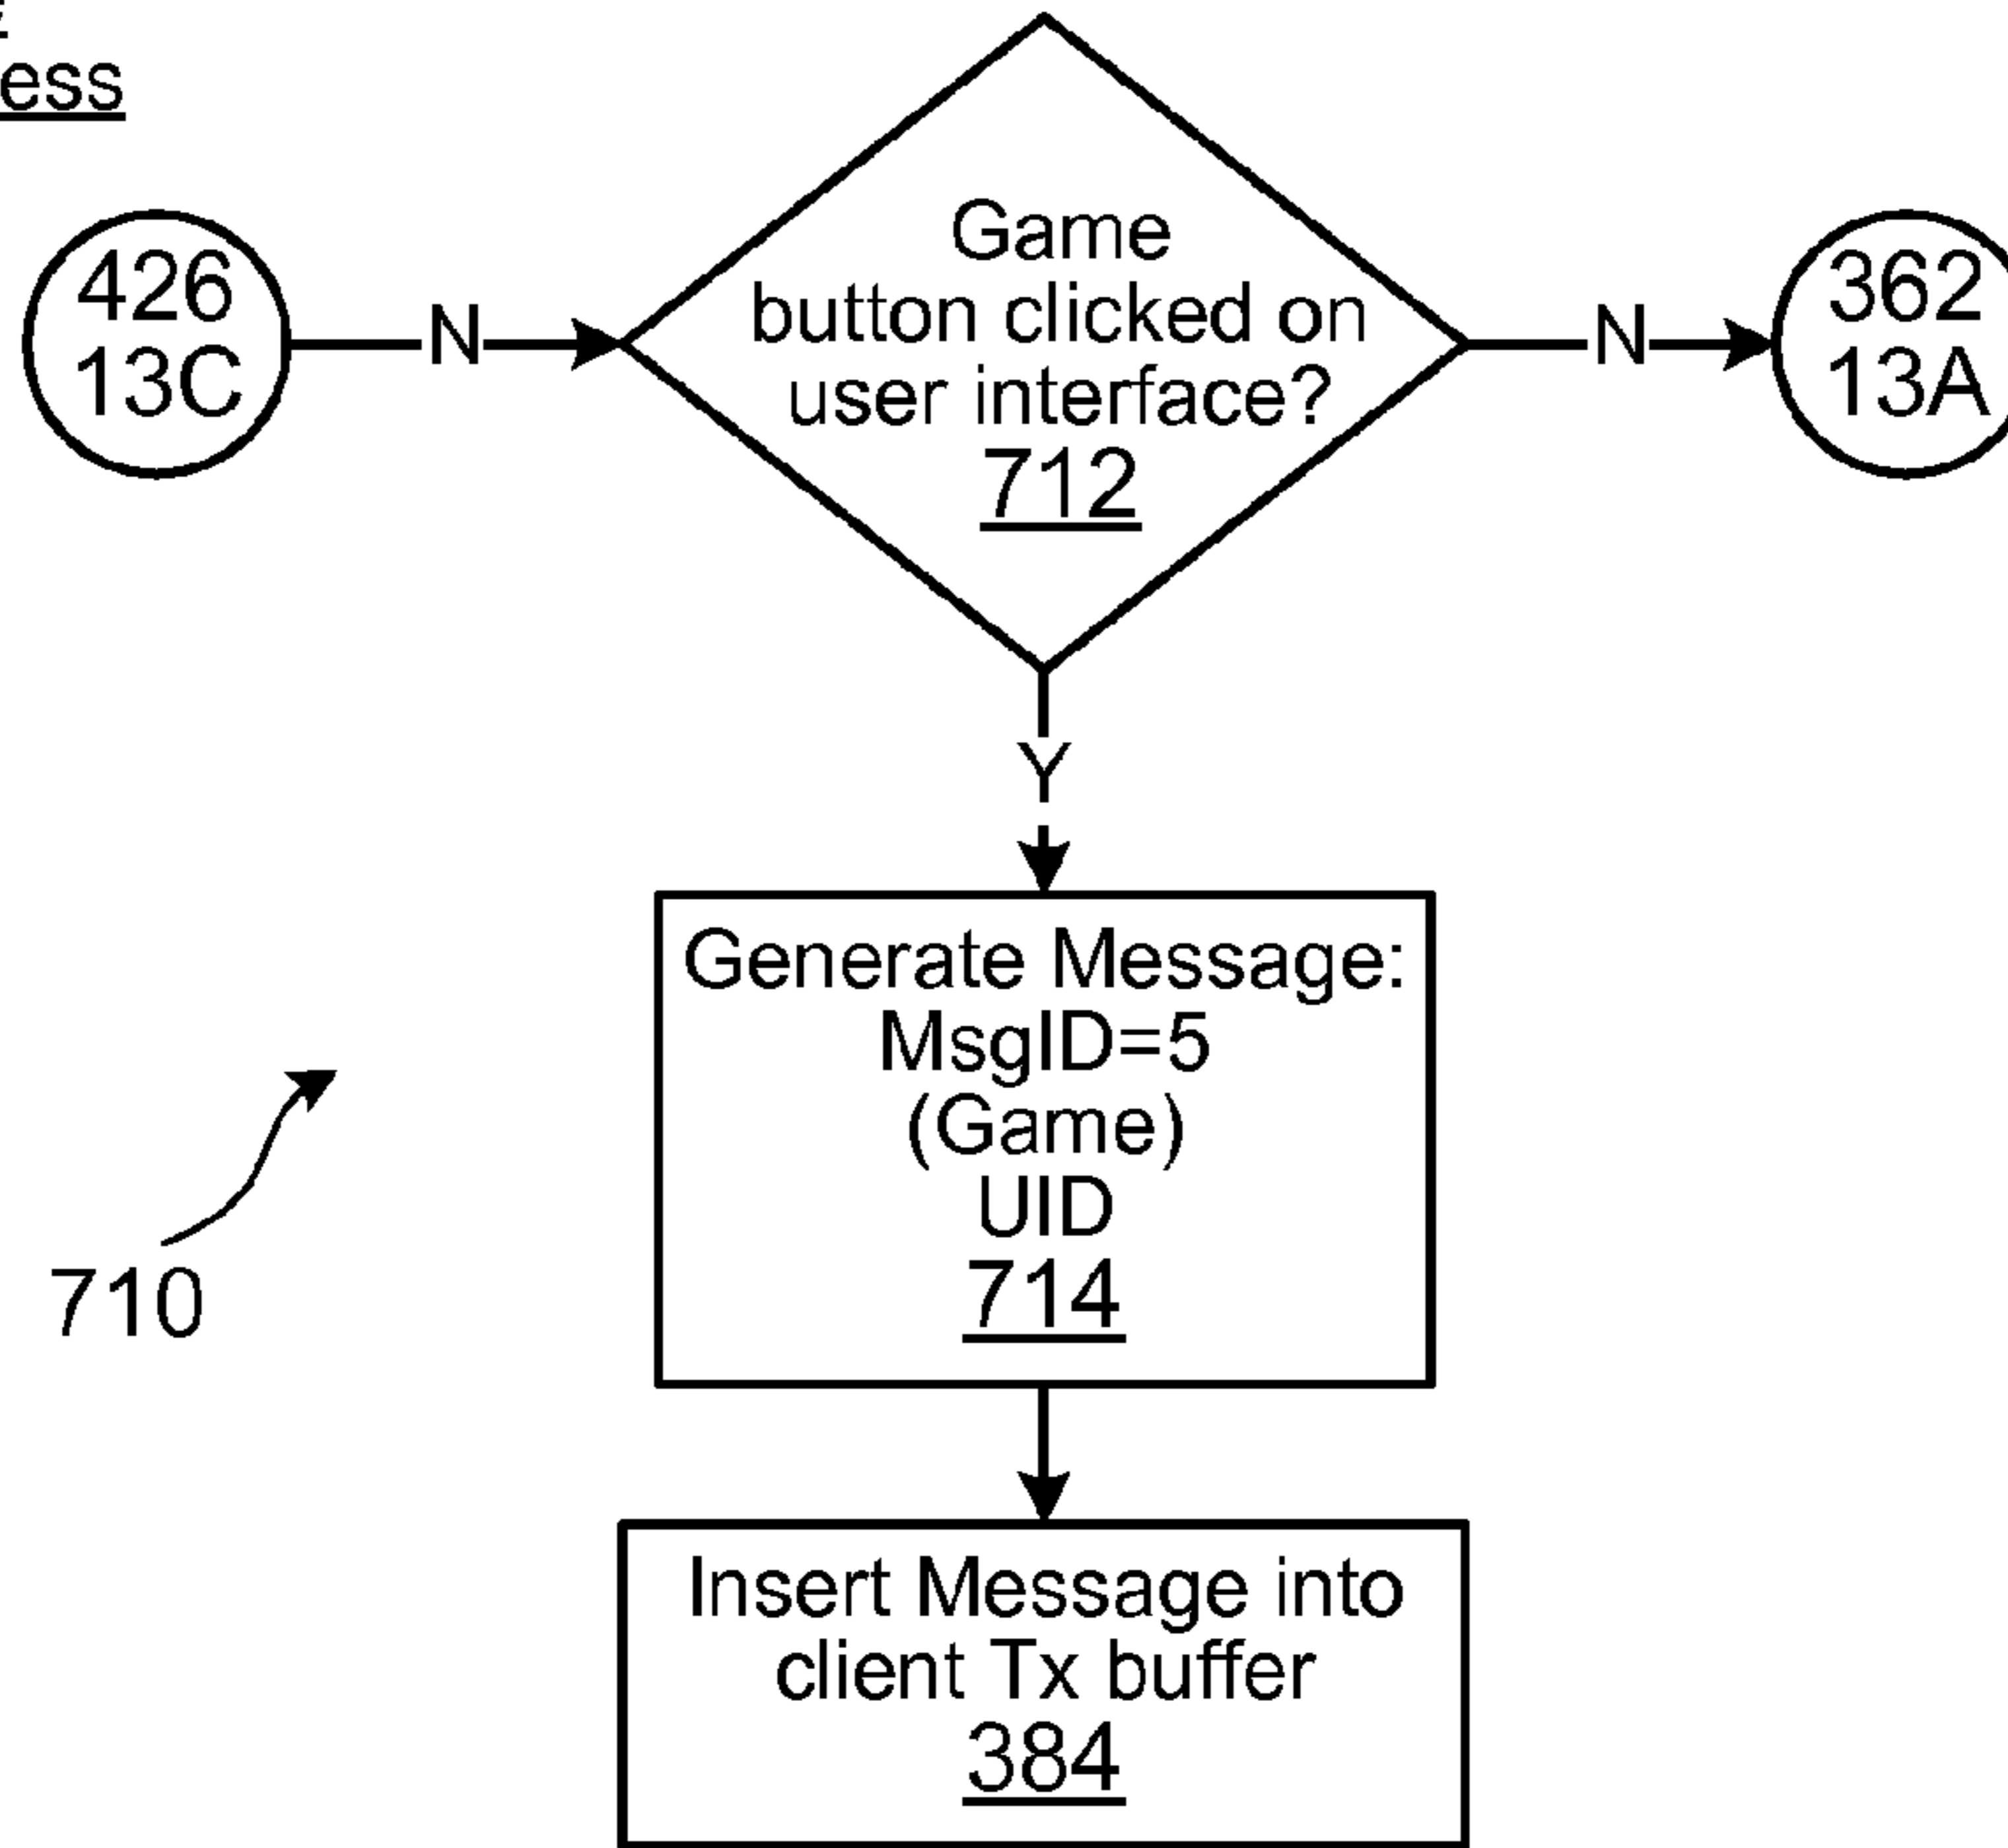 ess
426
13C
N
Game
button clicked on
user interface?
712
N
362
13A
Y
Generate Message:
MsgID=5
(Game)
UID
714
710
Insert Message into
client Tx buffer
384